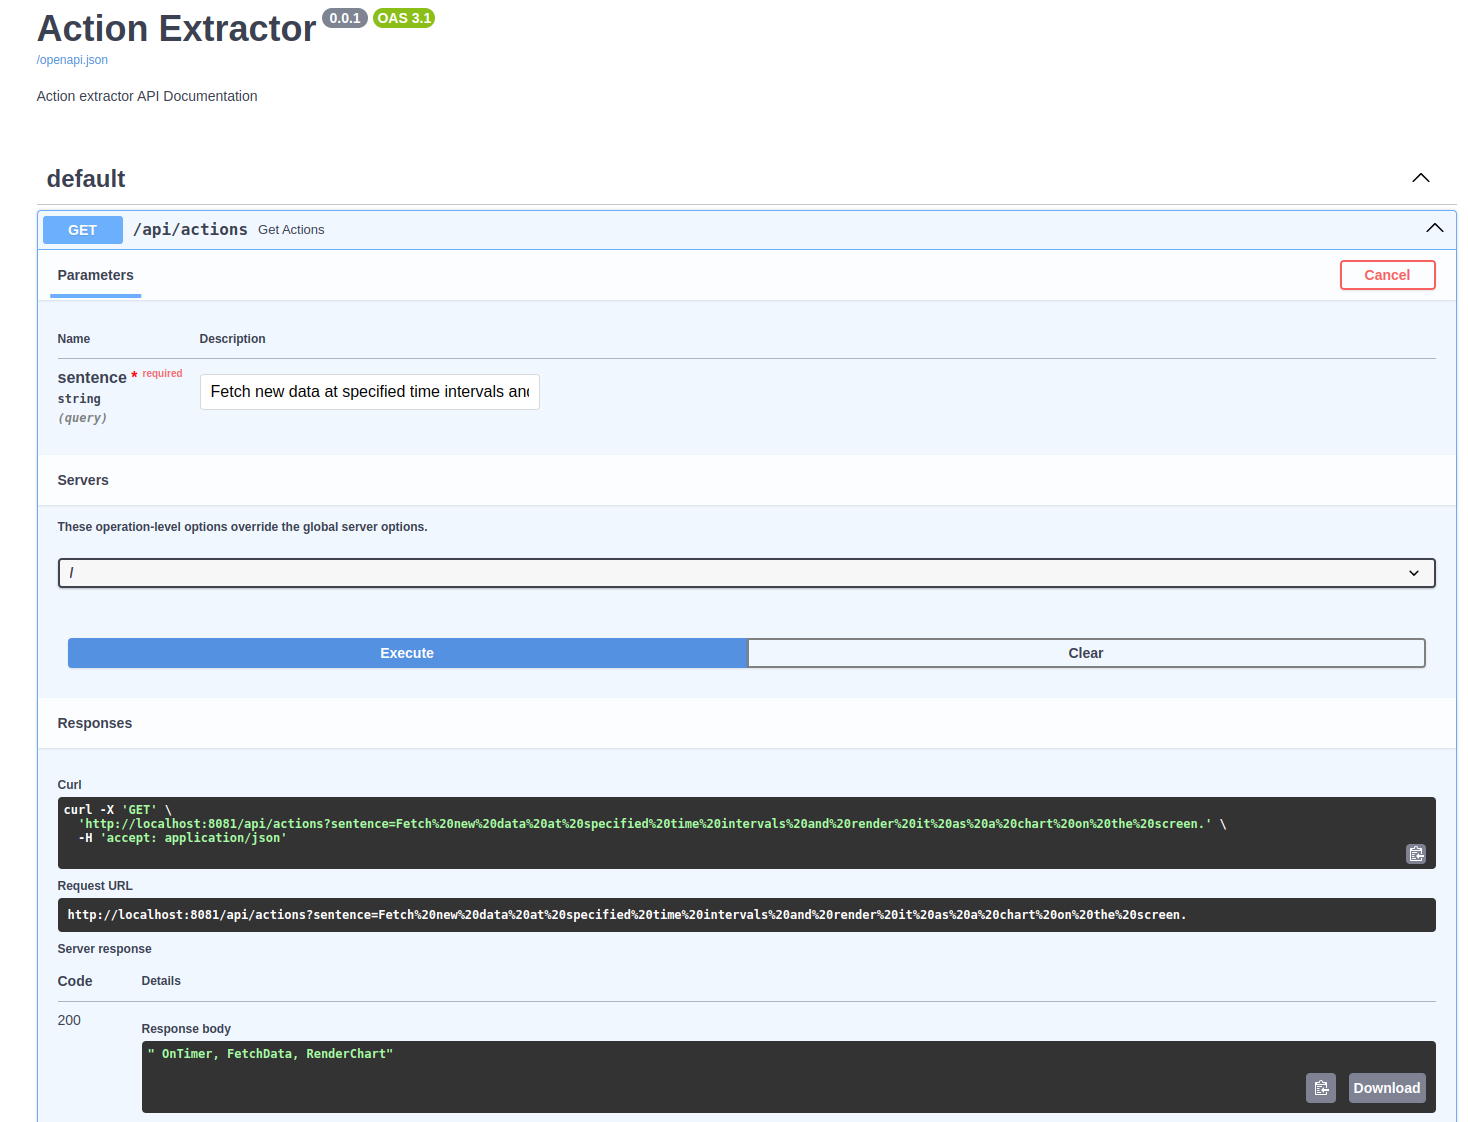 Action Extractor 0.0.1 OAS 3.1
/openapi.json
Action extractor API Documentation
default
GET /api/actions Get Actions
Parameters Cancel
Name Description
sentence * required
string
(query)
Fetch new data at specified time intervals and
Servers
These operation-level options override the global server options.
/
Execute Clear
Responses
Curl
curl -X 'GET' \
'http://localhost:8081/api/actions?sentence=Fetch%20new%20data%20at%20specified%20time%20intervals%20and%20render%20it%20as%20a%20chart%20on%20the%20screen.' \
-H 'accept: application/json'
Request URL
http://localhost:8081/api/actions?sentence=Fetch%20new%20data%20at%20specified%20time%20intervals%20and%20render%20it%20as%20a%20chart%20on%20the%20screen.
Server response
Code Details
200
Response body
" OnTimer, FetchData, RenderChart"
Download